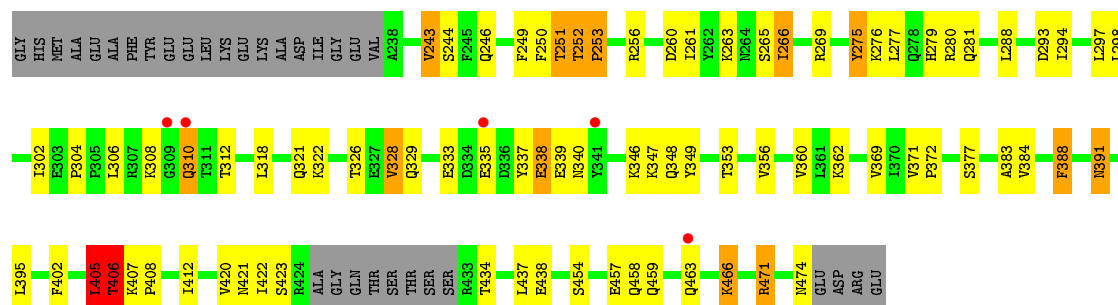 GLY HIS MET ALA GLU ALA PHE TYR GLU GLU LEU LYS GLU LYS ALA ASP ILE GLY GLU VAL A238 V243 S244 F245 Q246 F249 F250 T251 T252 P253 R256 D260 I261 Y262 K263 N264 S265 I266 R269 Y275 K276 L277 Q278 H279 R280 Q281 L288 D293 I294 L297
I302 E303 P304 P305 L306 R307 K308 G309 Q310 T311 T312 L318 Q321 K322 T326 E327 V328 Q329 E333 D334 E335 D336 Y337 E338 E339 N340 Y341 K346 K347 Q348 Y349 T353 V356 V360 L361 K362 V369 I370 V371 P372 S377 A383 V384 F388 N391
L395 F402 L405 T406 K407 P408 I412 V420 N421 I422 S423 R424 ALA GLY GLN THR SER THR SER SER R433 T434 L437 E438 S454 E457 Q458 Q459 Q463 K466 R471 N474 GLU ASP ARG GLU